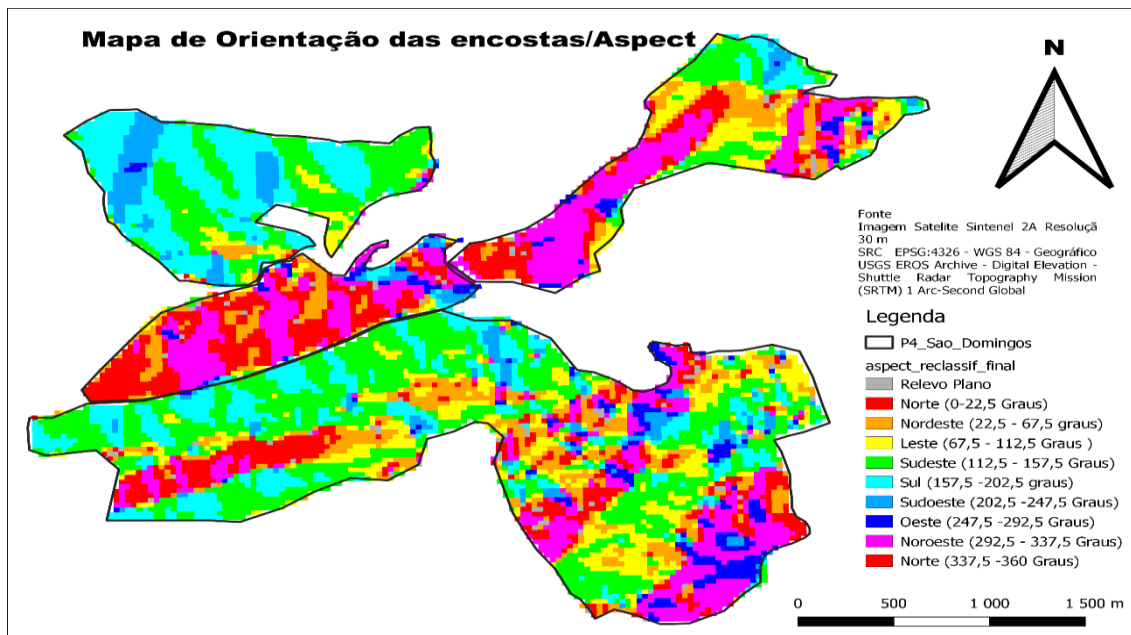 Mapa de Orientação das encostas/Aspect
N
Fonte
Imagem Satelite Sintenel 2A Resoluçã
30 m
SRC EPSG:4326 - WGS 84 - Geográfico
USGS EROS Archive - Digital Elevation -
Shuttle Radar Topography Mission
(SRTM) 1 Arc-Second Global
Legenda
P4_Sao_Domingos
aspect_reclassif_final
Relevo Plano
Norte (0-22,5 Graus)
Nordeste (22,5 - 67,5 graus)
Leste (67,5 - 112,5 Graus )
Sudeste (112,5 - 157,5 Graus)
Sul (157,5 -202,5 graus)
Sudoeste (202,5 -247,5 Graus)
Oeste (247,5 -292,5 Graus)
Noroeste (292,5 - 337,5 Graus)
Norte (337,5 -360 Graus)
0 500 1 000 1 500 m